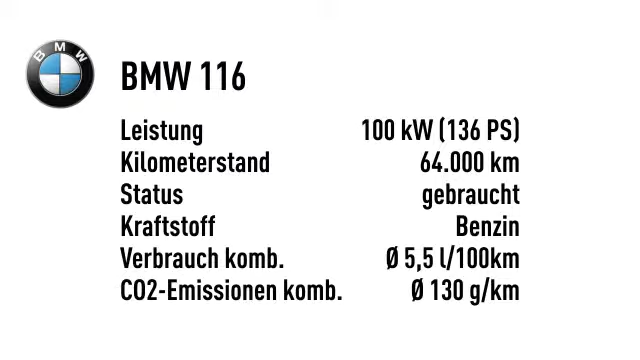 BMW
BMW 116
Leistung 100 kW (136 PS)
Kilometerstand 64.000 km
Status gebraucht
Kraftstoff Benzin
Verbrauch komb. Ø 5,5 l/100km
CO2-Emissionen komb. Ø 130 g/km